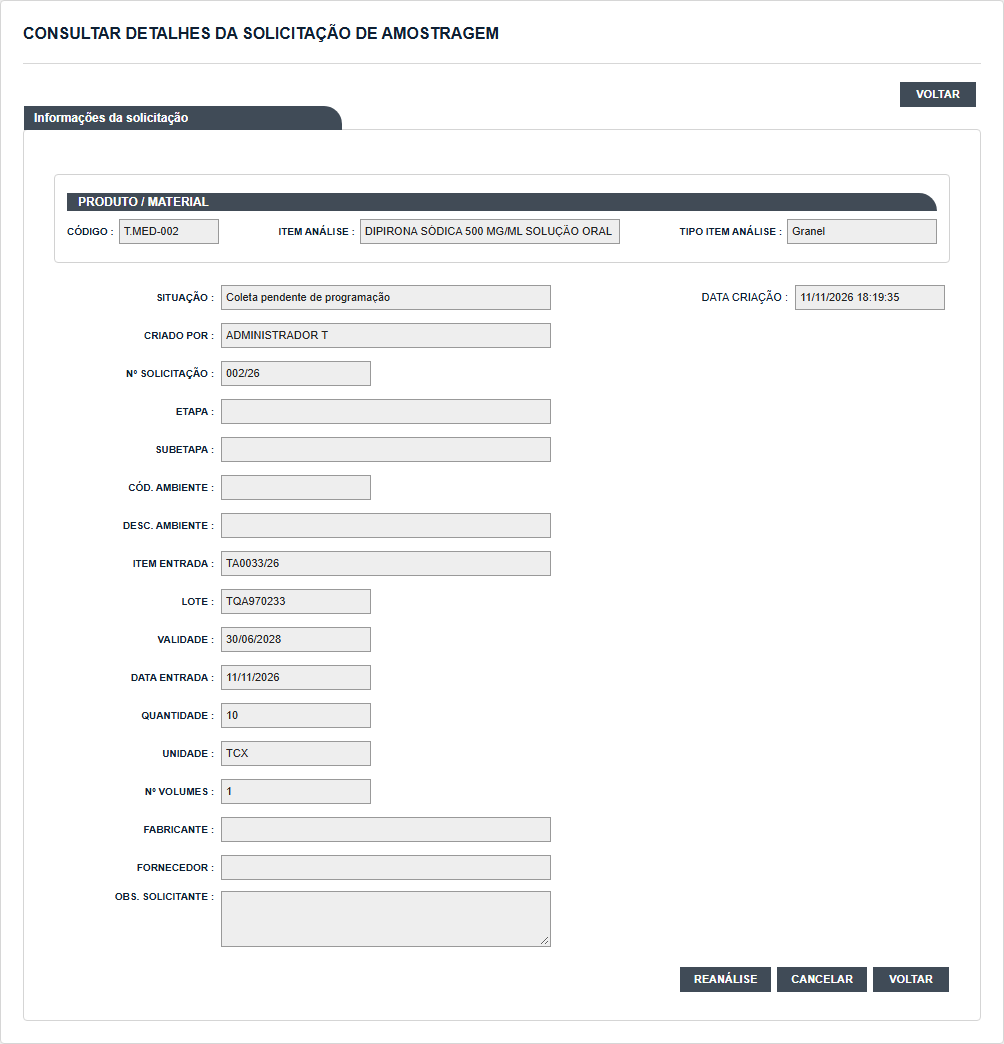 CONSULTAR DETALHES DA SOLICITAÇÃO DE AMOSTRAGEM
VOLTAR
Informações da solicitação
PRODUTO / MATERIAL
CÓDIGO : T.MED-002 ITEM ANÁLISE : DIPIRONA SÓDICA 500 MG/ML SOLUÇÃO ORAL TIPO ITEM ANÁLISE : Granel
SITUAÇÃO : Coleta pendente de programação DATA CRIAÇÃO : 11/11/2026 18:19:35
CRIADO POR : ADMINISTRADOR T
Nº SOLICITAÇÃO : 002/26
ETAPA :
SUBETAPA :
CÓD. AMBIENTE :
DESC. AMBIENTE :
ITEM ENTRADA : TA0033/26
LOTE : TQA970233
VALIDADE : 30/06/2028
DATA ENTRADA : 11/11/2026
QUANTIDADE : 10
UNIDADE : TCX
Nº VOLUMES : 1
FABRICANTE :
FORNECEDOR :
OBS. SOLICITANTE :
REANÁLISE CANCELAR VOLTAR